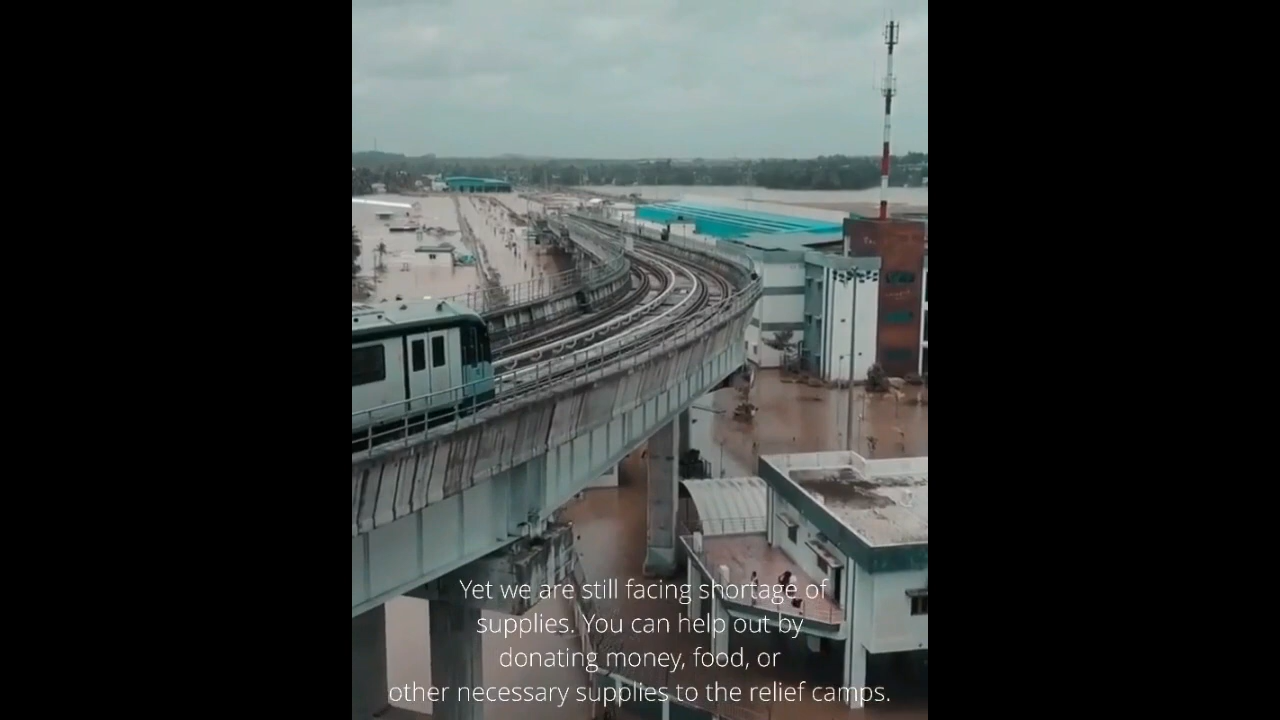 Yet we are still facing shortage of
supplies. You can help out by
donating money, food, or
other necessary supplies to the relief camps.